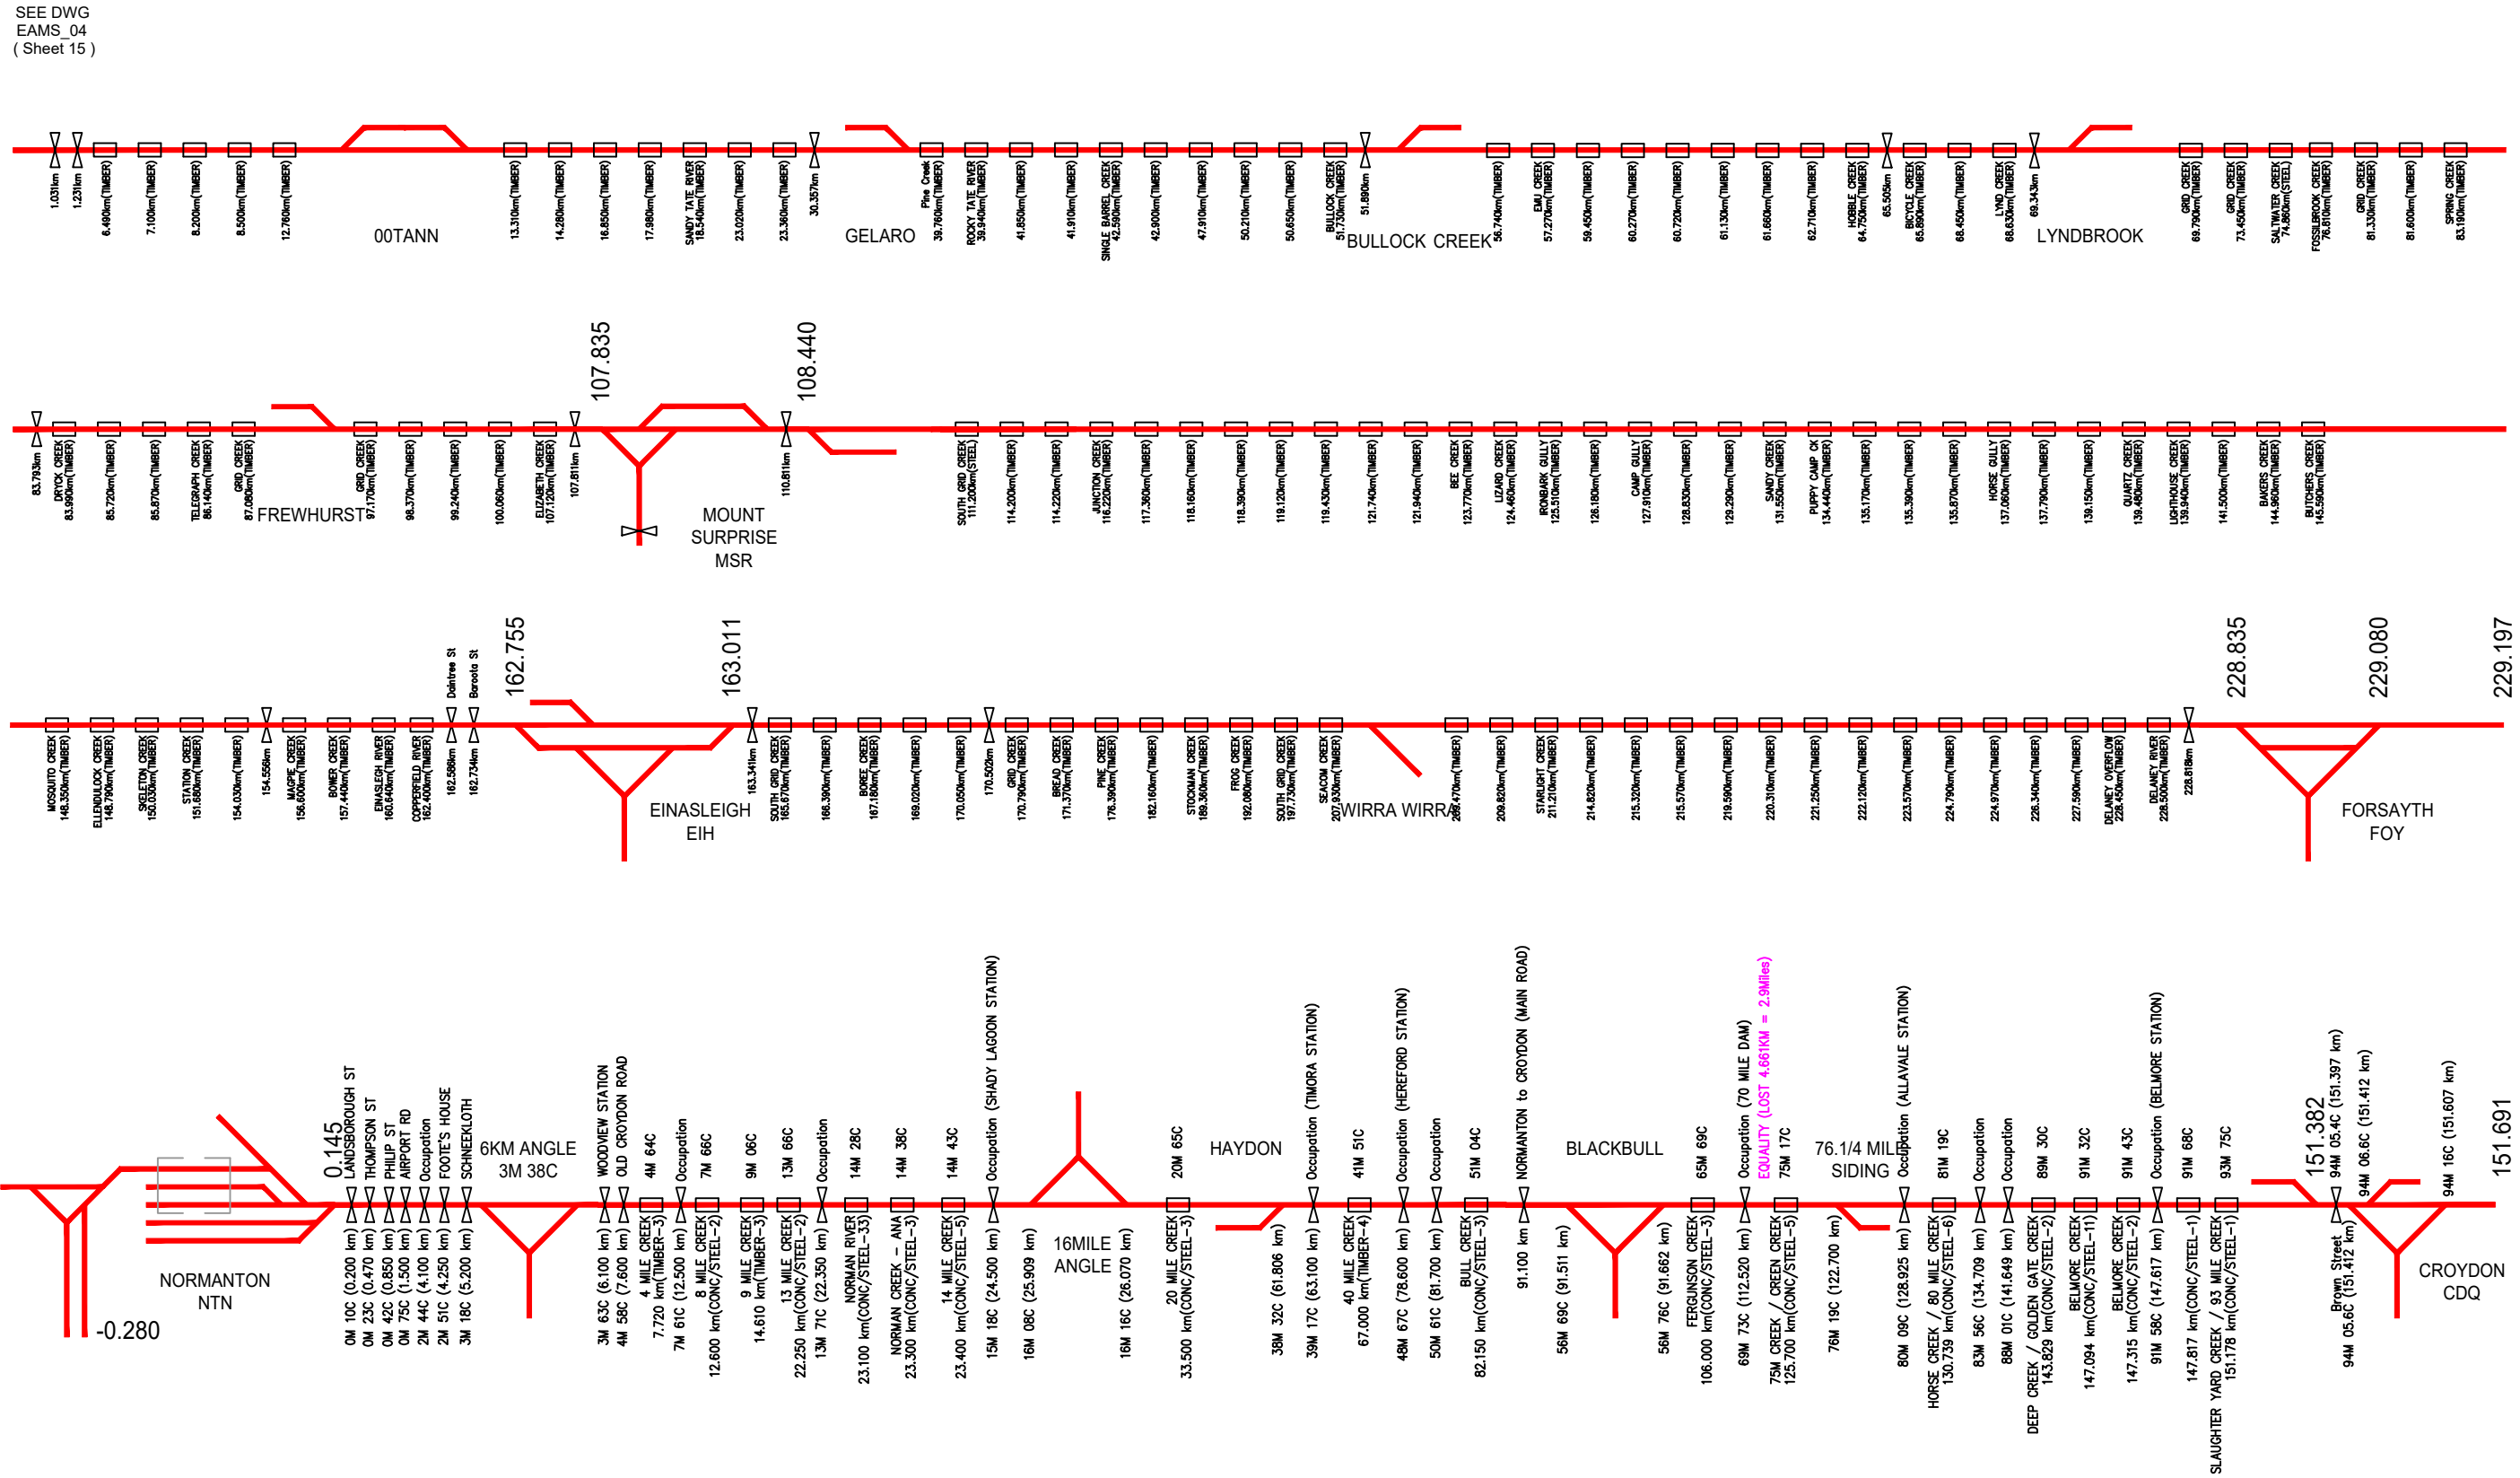 SEE DWG
EAMS_04
( Sheet 15 )
1.031km
1.231km
6.490km(TIMBER)
7.100km(TIMBER)
8.200km(TIMBER)
8.500km(TIMBER)
12.760km(TIMBER)
00TANN
13.310km(TIMBER)
14.280km(TIMBER)
16.850km(TIMBER)
17.980km(TIMBER)
SANDY TATE RIVER
18.540km(TIMBER)
23.020km(TIMBER)
23.360km(TIMBER)
30.357km
GELARO
Pine Creek
39.760km(TIMBER)
ROCKY TATE RIVER
39.940km(TIMBER)
41.850km(TIMBER)
41.910km(TIMBER)
SINGLE BARREL CREEK
42.590km(TIMBER)
42.900km(TIMBER)
47.910km(TIMBER)
50.210km(TIMBER)
50.650km(TIMBER)
BULLOCK CREEK
51.730km(TIMBER)
51.890km
BULLOCK CREEK
56.740km(TIMBER)
EMU CREEK
57.270km(TIMBER)
59.450km(TIMBER)
60.270km(TIMBER)
60.720km(TIMBER)
61.130km(TIMBER)
61.660km(TIMBER)
62.710km(TIMBER)
HOBBLE CREEK
64.750km(TIMBER)
65.505km
BICYCLE CREEK
65.890km(TIMBER)
68.450km(TIMBER)
LYND CREEK
68.630km(TIMBER)
69.343km
LYNDBROOK
GRID CREEK
69.790km(TIMBER)
GRID CREEK
73.450km(TIMBER)
SALTWATER CREEK
74.860km(STEEL)
FOSSILBROOK CREEK
76.810km(TIMBER)
GRID CREEK
81.330km(TIMBER)
81.600km(TIMBER)
SPRING CREEK
83.190km(TIMBER)
83.793km
DRYCK CREEK
83.990km(TIMBER)
85.720km(TIMBER)
85.870km(TIMBER)
TELEGRAPH CREEK
86.140km(TIMBER)
GRID CREEK
87.080km(TIMBER)
FREWHURST
GRID CREEK
97.170km(TIMBER)
98.370km(TIMBER)
99.240km(TIMBER)
100.060km(TIMBER)
ELIZABETH CREEK
107.120km(TIMBER)
107.811km
107.835
MOUNT
SURPRISE
MSR
110.811km
108.440
SOUTH GRID CREEK
111.200km(STEEL)
114.200km(TIMBER)
114.220km(TIMBER)
JUNCTION CREEK
116.220km(TIMBER)
117.360km(TIMBER)
118.160km(TIMBER)
118.390km(TIMBER)
119.120km(TIMBER)
119.430km(TIMBER)
121.740km(TIMBER)
121.940km(TIMBER)
BEE CREEK
123.770km(TIMBER)
LIZARD CREEK
124.460km(TIMBER)
IRONBARK GULLY
125.510km(TIMBER)
126.180km(TIMBER)
CAMP GULLY
127.910km(TIMBER)
128.830km(TIMBER)
129.290km(TIMBER)
SANDY CREEK
131.550km(TIMBER)
PUPPY CAMP CK
134.440km(TIMBER)
135.170km(TIMBER)
135.390km(TIMBER)
135.870km(TIMBER)
HORSE GULLY
137.060km(TIMBER)
137.790km(TIMBER)
139.150km(TIMBER)
QUARTZ CREEK
139.480km(TIMBER)
LIGHTHOUSE CREEK
139.940km(TIMBER)
141.500km(TIMBER)
BAKERS CREEK
144.960km(TIMBER)
BUTCHERS CREEK
145.590km(TIMBER)
MOSQUITO CREEK
148.350km(TIMBER)
ELLENDULOCK CREEK
148.790km(TIMBER)
SKELETON CREEK
150.030km(TIMBER)
STATION CREEK
151.680km(TIMBER)
154.030km(TIMBER)
154.556km
MAGPIE CREEK
156.600km(TIMBER)
BOWER CREEK
157.440km(TIMBER)
EINASLEGH RIVER
160.640km(TIMBER)
COPPERFIELD RIVER
162.400km(TIMBER)
Daintree St
162.586km
Baroota St
162.734km
162.755
EINASLEIGH
EIH
163.011
163.341km
SOUTH GRID CREEK
165.670km(TIMBER)
166.390km(TIMBER)
BOREE CREEK
167.180km(TIMBER)
169.020km(TIMBER)
170.050km(TIMBER)
170.502km
GRID CREEK
170.790km(TIMBER)
BREAD CREEK
171.370km(TIMBER)
PINE CREEK
176.390km(TIMBER)
182.160km(TIMBER)
STOCKMAN CREEK
189.360km(TIMBER)
FROG CREEK
192.080km(TIMBER)
SOUTH GRID CREEK
197.730km(TIMBER)
SEACOM CREEK
207.930km(TIMBER)
WIRRA WIRRA
209.820km(TIMBER)
STARLIGHT CREEK
211.210km(TIMBER)
214.820km(TIMBER)
215.320km(TIMBER)
215.570km(TIMBER)
219.590km(TIMBER)
220.310km(TIMBER)
221.250km(TIMBER)
222.120km(TIMBER)
223.570km(TIMBER)
224.790km(TIMBER)
224.970km(TIMBER)
226.340km(TIMBER)
227.590km(TIMBER)
DELANEY OVERFLOW
228.450km(TIMBER)
DELANEY RIVER
228.500km(TIMBER)
228.818km
228.835
229.080
229.197
FORSAYTH
FOY
NORMANTON
NTN
-0.280
0.145
LANDSBOROUGH ST
0M 10C (0.200 km)
THOMPSON ST
0M 23C (0.470 km)
PHILIP ST
0M 42C (0.850 km)
AIRPORT RD
0M 75C (1.500 km)
Occupation
2M 44C (4.100 km)
FOOTE'S HOUSE
2M 51C (4.250 km)
SCHNEEKLOTH
3M 18C (5.200 km)
6KM ANGLE
3M 38C
WOODVIEW STATION
3M 63C (6.100 km)
OLD CROYDON ROAD
4M 58C (7.600 km)
4M 64C
4 MILE CREEK
7.720 km(TIMBER-3)
Occupation
7M 61C (12.500 km)
7M 66C
8 MILE CREEK
12.600 km(CONC/STEEL-2)
9M 06C
9 MILE CREEK
14.610 km(TIMBER-3)
13M 66C
13 MILE CREEK
22.250 km(CONC/STEEL-2)
Occupation
13M 71C (22.350 km)
14M 28C
NORMAN RIVER
23.100 km(CONC/STEEL-33)
14M 38C
NORMAN CREEK - ANA
23.300 km(CONC/STEEL-3)
14M 43C
14 MILE CREEK
23.400 km(CONC/STEEL-5)
Occupation (SHADY LAGOON STATION)
15M 18C (24.500 km)
16M 08C (25.909 km)
16MILE
ANGLE
16M 16C (26.070 km)
20M 65C
20 MILE CREEK
33.500 km(CONC/STEEL-3)
HAYDON
38M 32C (61.806 km)
Occupation (TIMORA STATION)
39M 17C (63.100 km)
41M 51C
40 MILE CREEK
67.000 km(TIMBER-4)
Occupation (HEREFORD STATION)
48M 67C (78.600 km)
Occupation
50M 61C (81.700 km)
51M 04C
BULL CREEK
82.150 km(CONC/STEEL-3)
NORMANTON to CROYDON (MAIN ROAD)
91.100 km
56M 69C (91.511 km)
BLACKBULL
56M 76C (91.662 km)
65M 69C
FERGUNSON CREEK
106.000 km(CONC/STEEL-3)
Occupation (70 MILE DAM)
69M 73C (112.520 km)
EQUALITY (LOST 4.661KM = 2.9Miles)
75M 17C
75M CREEK / CREEN CREEK
125.700 km(CONC/STEEL-5)
76M 19C (122.700 km)
76.1/4 MILE
SIDING
Occupation (ALLAVALE STATION)
80M 09C (128.925 km)
81M 19C
HORSE CREEK / 80 MILE CREEK
130.739 km(CONC/STEEL-6)
Occupation
83M 56C (134.709 km)
Occupation
88M 01C (141.649 km)
89M 30C
DEEP CREEK / GOLDEN GATE CREEK
143.829 km(CONC/STEEL-2)
91M 32C
BELMORE CREEK
147.094 km(CONC/STEEL-11)
91M 43C
BELMORE CREEK
147.315 km(CONC/STEEL-2)
Occupation (BELMORE STATION)
91M 58C (147.617 km)
91M 68C
147.817 km(CONC/STEEL-1)
93M 75C
SLAUGHTER YARD CREEK / 93 MILE CREEK
151.178 km(CONC/STEEL-1)
151.382
94M 05.4C (151.397 km)
Brown Street
94M 05.6C (151.412 km)
94M 06.6C (151.412 km)
94M 16C (151.607 km)
151.691
CROYDON
CDQ